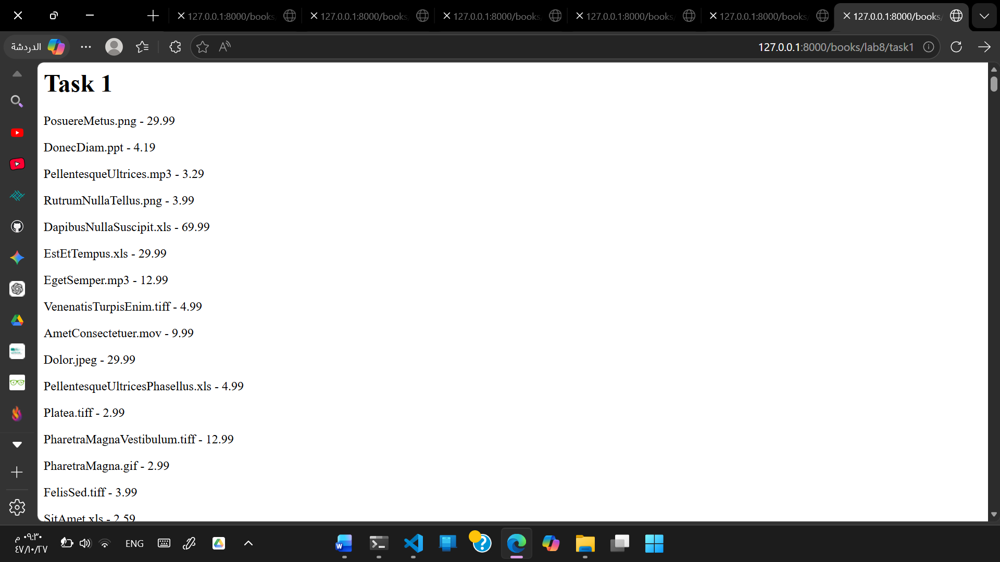 127.0.0.1:8000/books/
127.0.0.1:8000/books/
127.0.0.1:8000/books/
127.0.0.1:8000/books/
127.0.0.1:8000/books/
127.0.0.1:8000/books/
الدردشة
127.0.0.1:8000/books/lab8/task1
Task 1
PosuereMetus.png - 29.99
DonecDiam.ppt - 4.19
PellentesqueUltrices.mp3 - 3.29
RutrumNullaTellus.png - 3.99
DapibusNullaSuscipit.xls - 69.99
EstEtTempus.xls - 29.99
EgetSemper.mp3 - 12.99
VenenatisTurpisEnim.tiff - 4.99
AmetConsectetuer.mov - 9.99
Dolor.jpeg - 29.99
PellentesqueUltricesPhasellus.xls - 4.99
Platea.tiff - 2.99
PharetraMagnaVestibulum.tiff - 12.99
PharetraMagna.gif - 2.99
FelisSed.tiff - 3.99
SitAmet.xls - 2.59
٠٩:٣٠ م
٤٧/١٠/٢٧
ENG